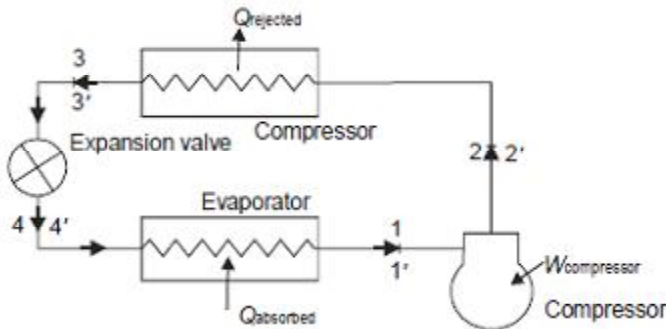 Qrejected
3
3′
Compressor
Expansion valve
2 2′
4 4′
Evaporator
1
1′
Wcompressor
Qabsorbed
Compressor